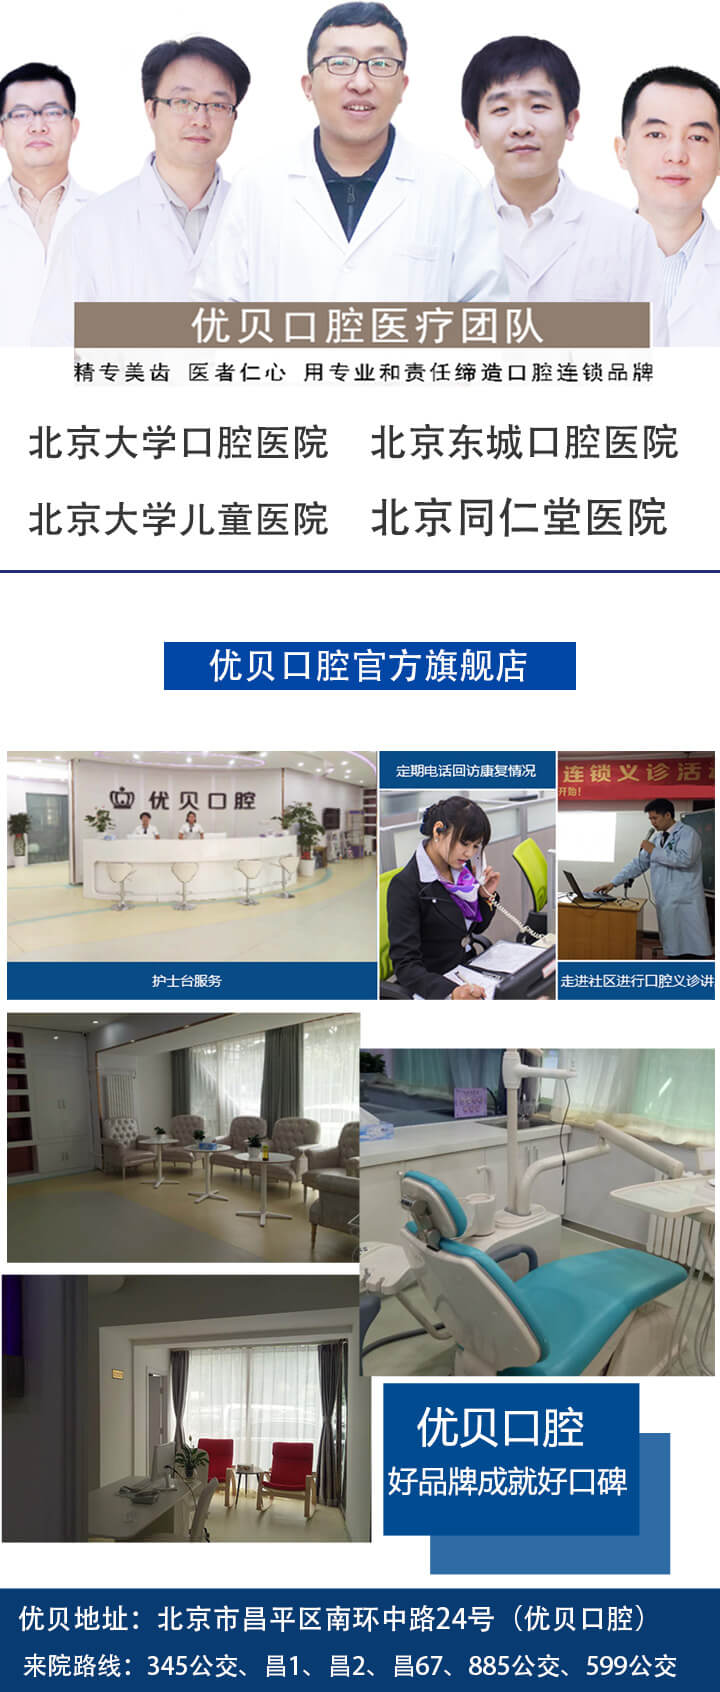 优贝口腔医疗团队
精专美齿 医者仁心 用专业和责任缔造口腔连锁品牌
北京大学口腔医院 北京东城口腔医院
北京大学儿童医院 北京同仁堂医院
优贝口腔官方旗舰店
优贝口腔
护士台服务
定期电话回访康复情况
连锁义诊活
开始！
走进社区进行口腔义诊讲
优贝口腔
好品牌成就好口碑
优贝地址：北京市昌平区南环中路24号（优贝口腔）
来院路线：345公交、昌1、昌2、昌67、885公交、599公交